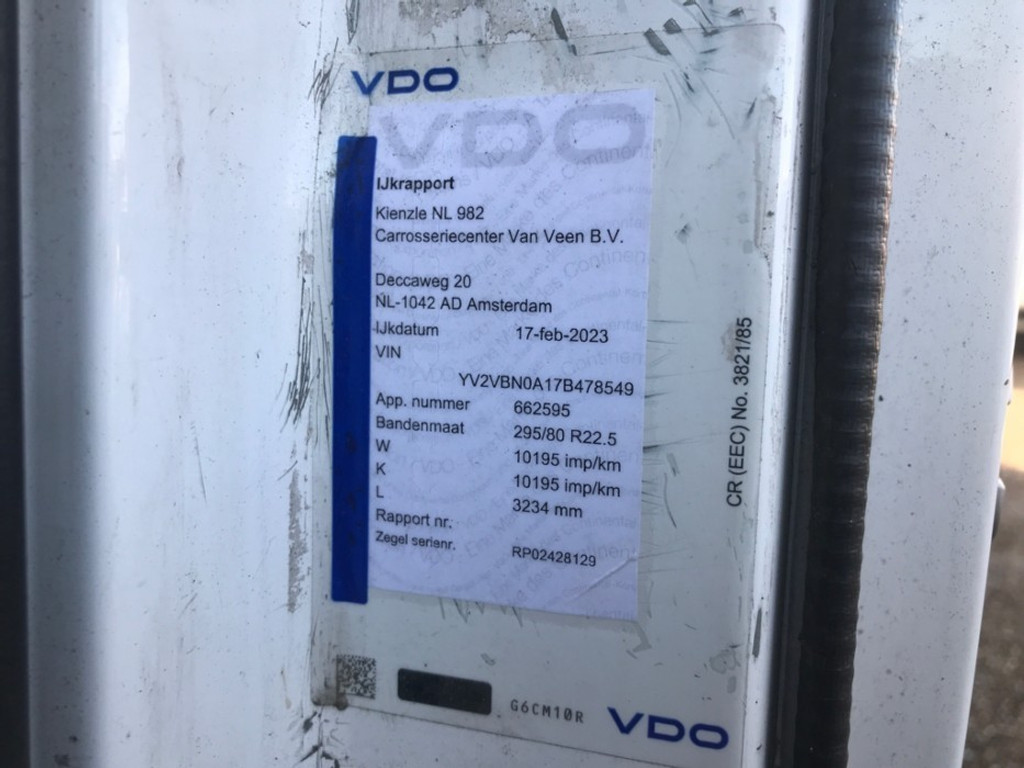 VDO
VDO
IJkrapport
Kienzle NL 982
Carrosseriecenter Van Veen B.V.
Deccaweg 20
NL-1042 AD Amsterdam
IJkdatum 17-feb-2023
VIN
YV2VBN0A17B478549
App. nummer 662595
Bandenmaat 295/80 R22.5
W 10195 imp/km
K 10195 imp/km
L 3234 mm
Rapport nr.
Zegel serienr. RP02428129
CR (EEC) No. 3821/85
G6CM10R
VDO